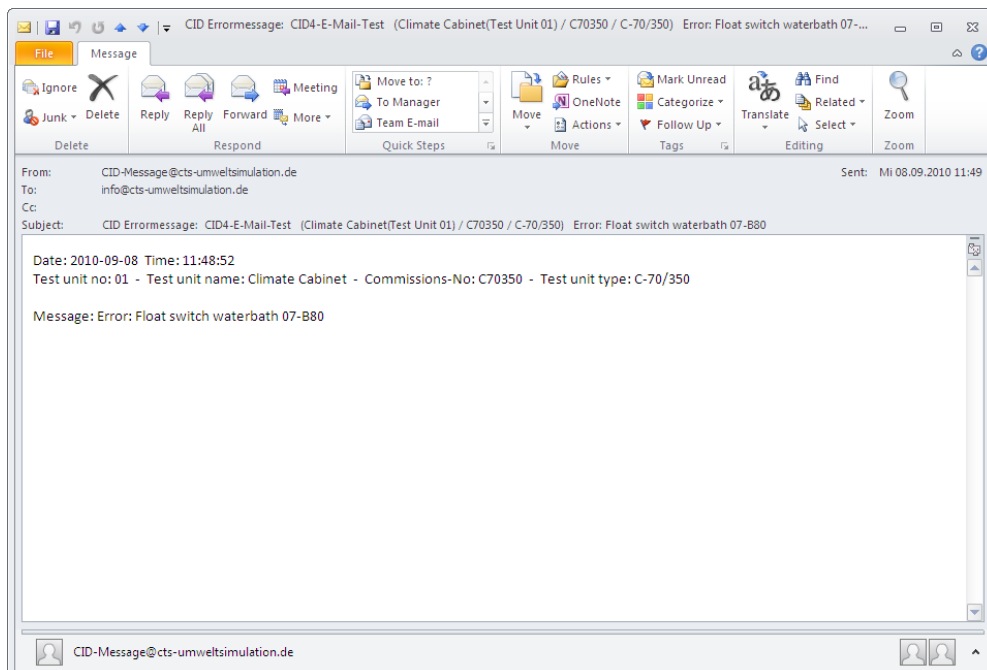 CID Errormessage: CID4-E-Mail-Test (Climate Cabinet(Test Unit 01) / C70350 / C-70/350) Error: Float switch waterbath 07-...
File Message
Ignore
Junk
Delete
Reply
Reply All
Forward
Meeting
More
Move to: ?
To Manager
Team E-mail
Move
Rules
OneNote
Actions
Mark Unread
Categorize
Follow Up
Translate
Find
Related
Select
Zoom
Delete Respond Quick Steps Move Tags Editing Zoom
From: CID-Message@cts-umweltsimulation.de Sent: Mi 08.09.2010 11:49
To: info@cts-umweltsimulation.de
Cc:
Subject: CID Errormessage: CID4-E-Mail-Test (Climate Cabinet(Test Unit 01) / C70350 / C-70/350) Error: Float switch waterbath 07-B80
Date: 2010-09-08 Time: 11:48:52
Test unit no: 01 - Test unit name: Climate Cabinet - Commissions-No: C70350 - Test unit type: C-70/350
Message: Error: Float switch waterbath 07-B80
CID-Message@cts-umweltsimulation.de